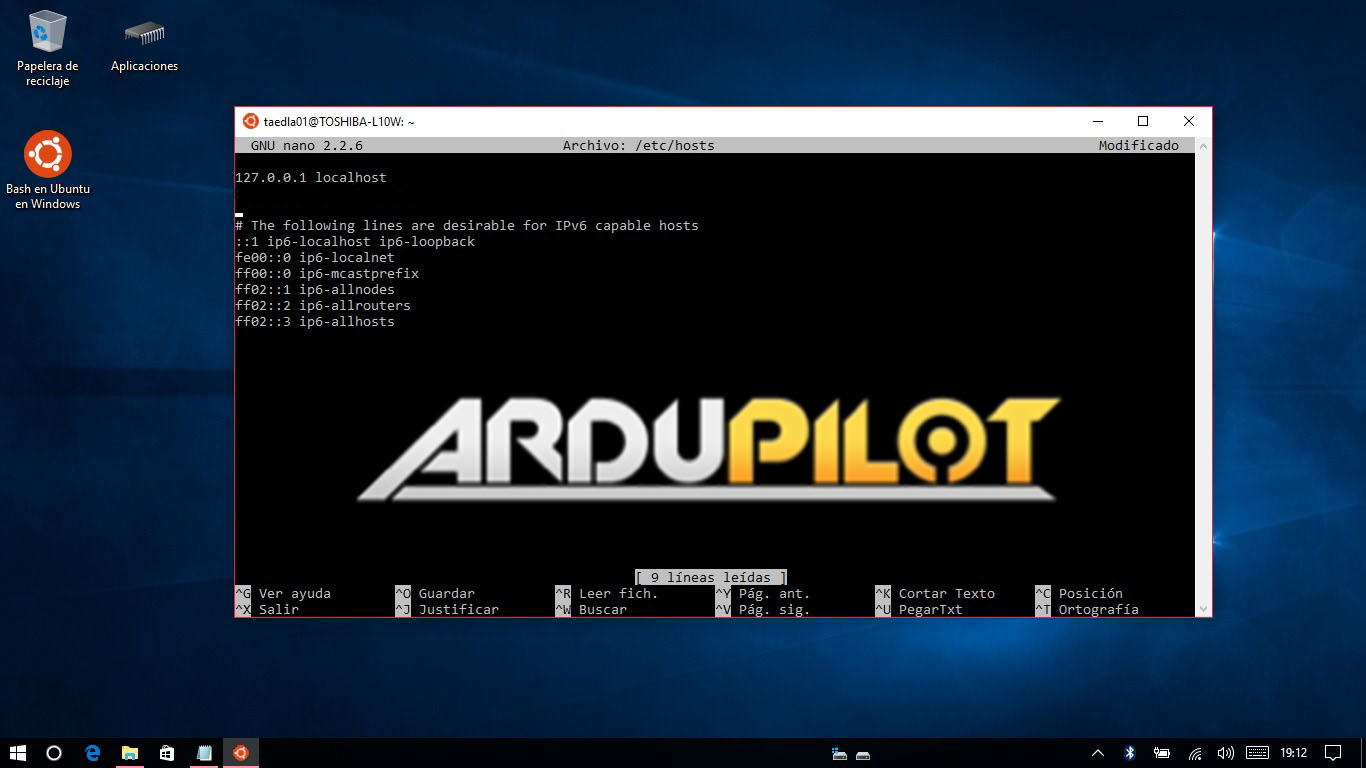 Papelera de
reciclaje
Aplicaciones
Bash en Ubuntu
en Windows
taedla01@TOSHIBA-L10W: ~
GNU nano 2.2.6 Archivo: /etc/hosts Modificado
127.0.0.1 localhost
# The following lines are desirable for IPv6 capable hosts
::1 ip6-localhost ip6-loopback
fe00::0 ip6-localnet
ff00::0 ip6-mcastprefix
ff02::1 ip6-allnodes
ff02::2 ip6-allrouters
ff02::3 ip6-allhosts
ARDUPILOT
[ 9 líneas leídas ]
^G Ver ayuda ^O Guardar ^R Leer fich. ^Y Pág. ant. ^K Cortar Texto ^C Posición
^X Salir ^J Justificar ^W Buscar ^V Pág. sig. ^U PegarTxt ^T Ortografía
19:12